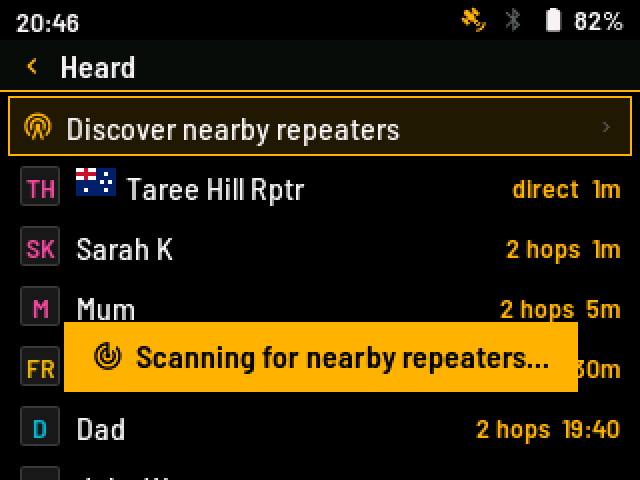 20:46 82%
Heard
Discover nearby repeaters
TH Taree Hill Rptr direct 1m
SK Sarah K 2 hops 1m
M Mum 2 hops 5m
Scanning for nearby repeaters...
FR 30m
D Dad 2 hops 19:40